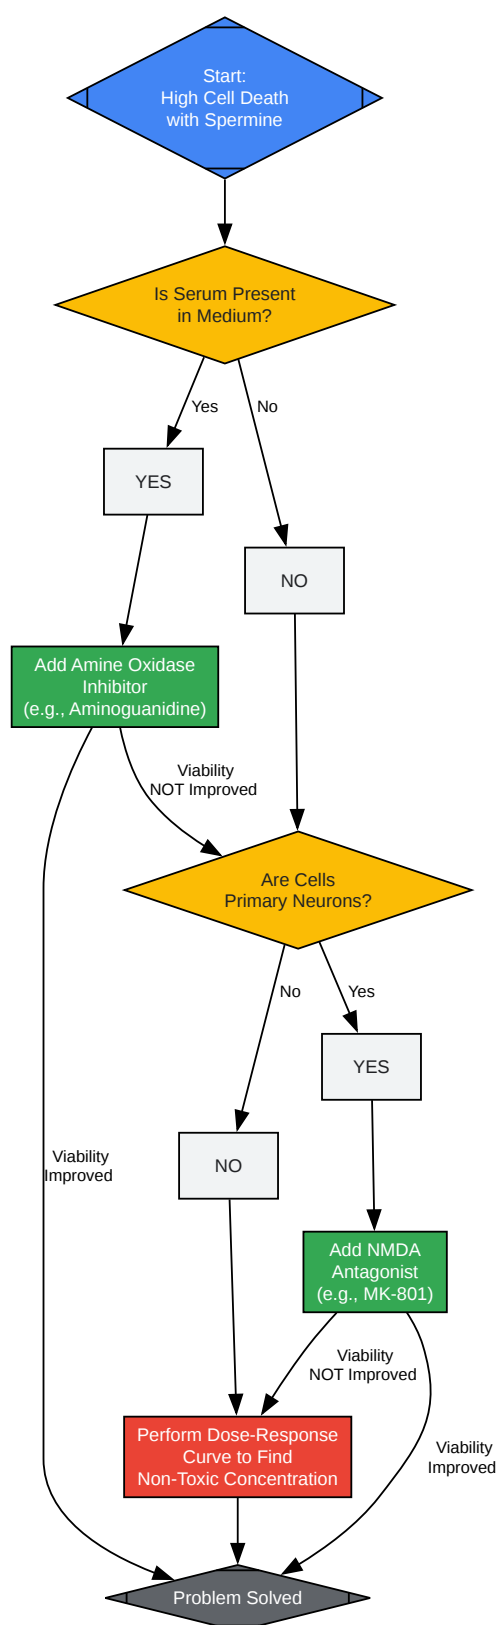 Start:
High Cell Death
with Spermine
Is Serum Present
in Medium?
Yes
No
YES
NO
Add Amine Oxidase
Inhibitor
(e.g., Aminoguanidine)
Viability
NOT Improved
Are Cells
Primary Neurons?
No
Yes
YES
NO
Viability
Improved
Add NMDA
Antagonist
(e.g., MK-801)
Viability
NOT Improved
Perform Dose-Response
Curve to Find
Non-Toxic Concentration
Viability
Improved
Problem Solved